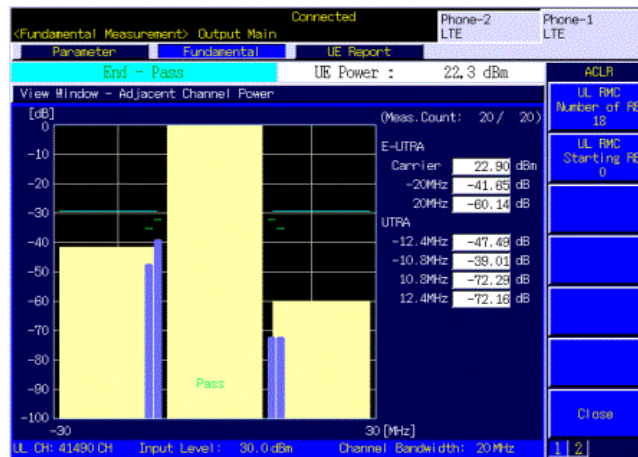 Connected
<Fundamental Measurement> Output Main
Phone-2
LTE
Phone-1
LTE
Parameter
Fundamental
UE Report
End - Pass
UE Power : 22.3 dBm
ACLR
View Window - Adjacent Channel Power
UL RMC
Number of RB
18
UL RMC
Starting RB
0
Close
1 2
[dB]
(Meas.Count: 20/ 20)
0
-10
-20
-30
-40
-50
-60
-70
-80
-90
-100
Pass
-30
30 [MHz]
E-UTRA
Carrier 22.90 dBm
-20MHz -41.65 dB
20MHz -60.14 dB
UTRA
-12.4MHz -47.49 dB
-10.8MHz -39.01 dB
10.8MHz -72.29 dB
12.4MHz -72.16 dB
UL CH: 41490 CH Input Level: 30.0 dBm Channel Bandwidth: 20 MHz